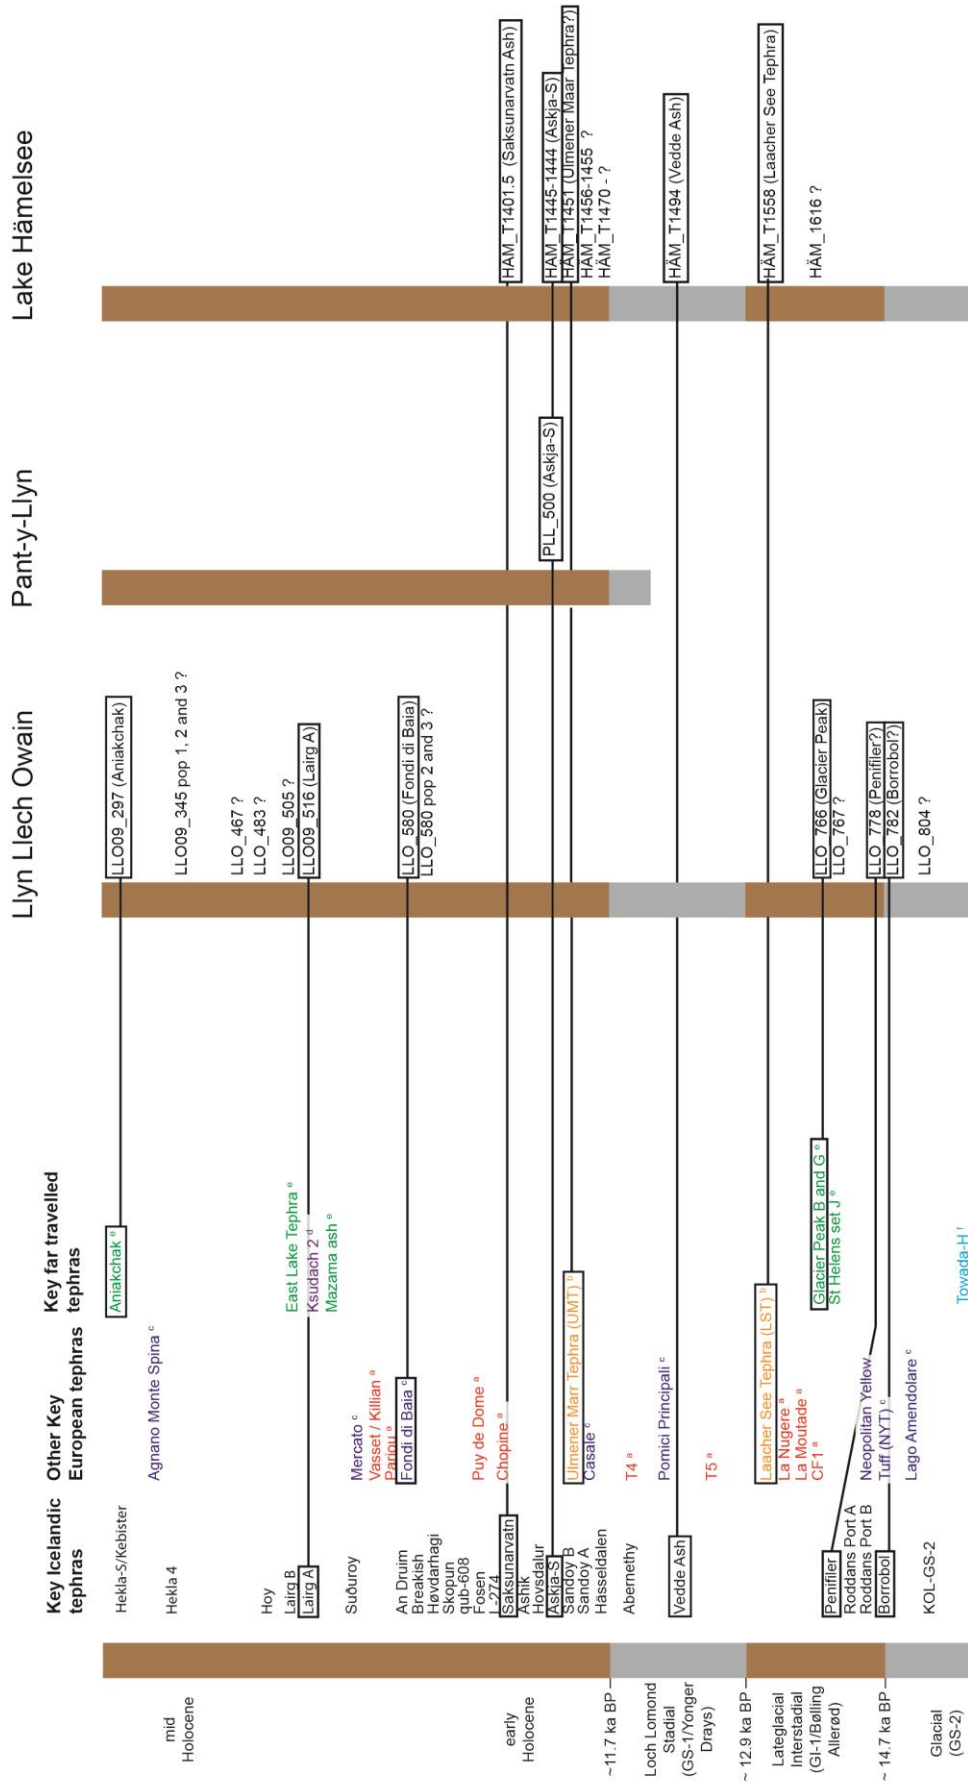 Key Icelandic
tephras
Other Key
European tephras
Key far travelled
tephras
Llyn Llech Owain
Pant-y-Llyn
Lake Hämelsee
mid
Holocene
early
Holocene
~11.7 ka BP
Loch Lomond
Stadial
(GS-1/Yonger
Drays)
~ 12.9 ka BP
Lateglacial
Interstadial
(GI-1/Bølling
Allerød)
~ 14.7 ka BP
Glacial
(GS-2)
Hekla-S/Kebister
Hekla 4
Hoy
Lairg B
Lairg A
Suðuroy
An Druim
Breakish
Høvdarhagi
Skopun
qub-608
Fosen
L-274
Saksunarvatn
Ashik
Hovsdalur
Askja-S
Sandoy B
Sandoy A
Hässeldalen
Abernethy
Vedde Ash
Penifiler
Roddans Port A
Roddans Port B
Borrobol
KOL-GS-2
Agnano Monte Spina c
Mercato c
Vasset / Killian a
Pariou a
Fondi di Baia c
Puy de Dome a
Chopine a
Ulmener Marr Tephra (UMT) b
Casale c
T4 a
Pomici Principali c
T5 a
Laacher See Tephra (LST) b
La Nugere a
La Moutade a
CF1 a
Neopolitan Yellow
Tuff (NYT) c
Lago Amendolare c
Aniakchak e
East Lake Tephra e
Ksudach 2 d
Mazama ash e
Glacier Peak B and G e
St Helens set J e
Towada-H f
LLO09_297 (Aniakchak)
LLO09_345 pop 1, 2 and 3 ?
LLO_467 ?
LLO_483 ?
LLO09_505 ?
LLO09_516 (Lairg A)
LLO_580 (Fondi di Baia)
LLO_580 pop 2 and 3 ?
LLO_766 (Glacier Peak)
LLO_767 ?
LLO_778 (Penifiler?)
LLO_782 (Borrobol?)
LLO_804 ?
PLL_500 (Askja-S)
HÄM_T1401.5 (Saksunarvatn Ash)
HÄM_T1445-1444 (Askja-S)
HÄM_T1451 (Ulmener Maar Tephra?)
HÄM_T1456-1455 ?
HÄM_T1470 - ?
HÄM_T1494 (Vedde Ash)
HÄM_T1558 (Laacher See Tephra)
HÄM_1616 ?